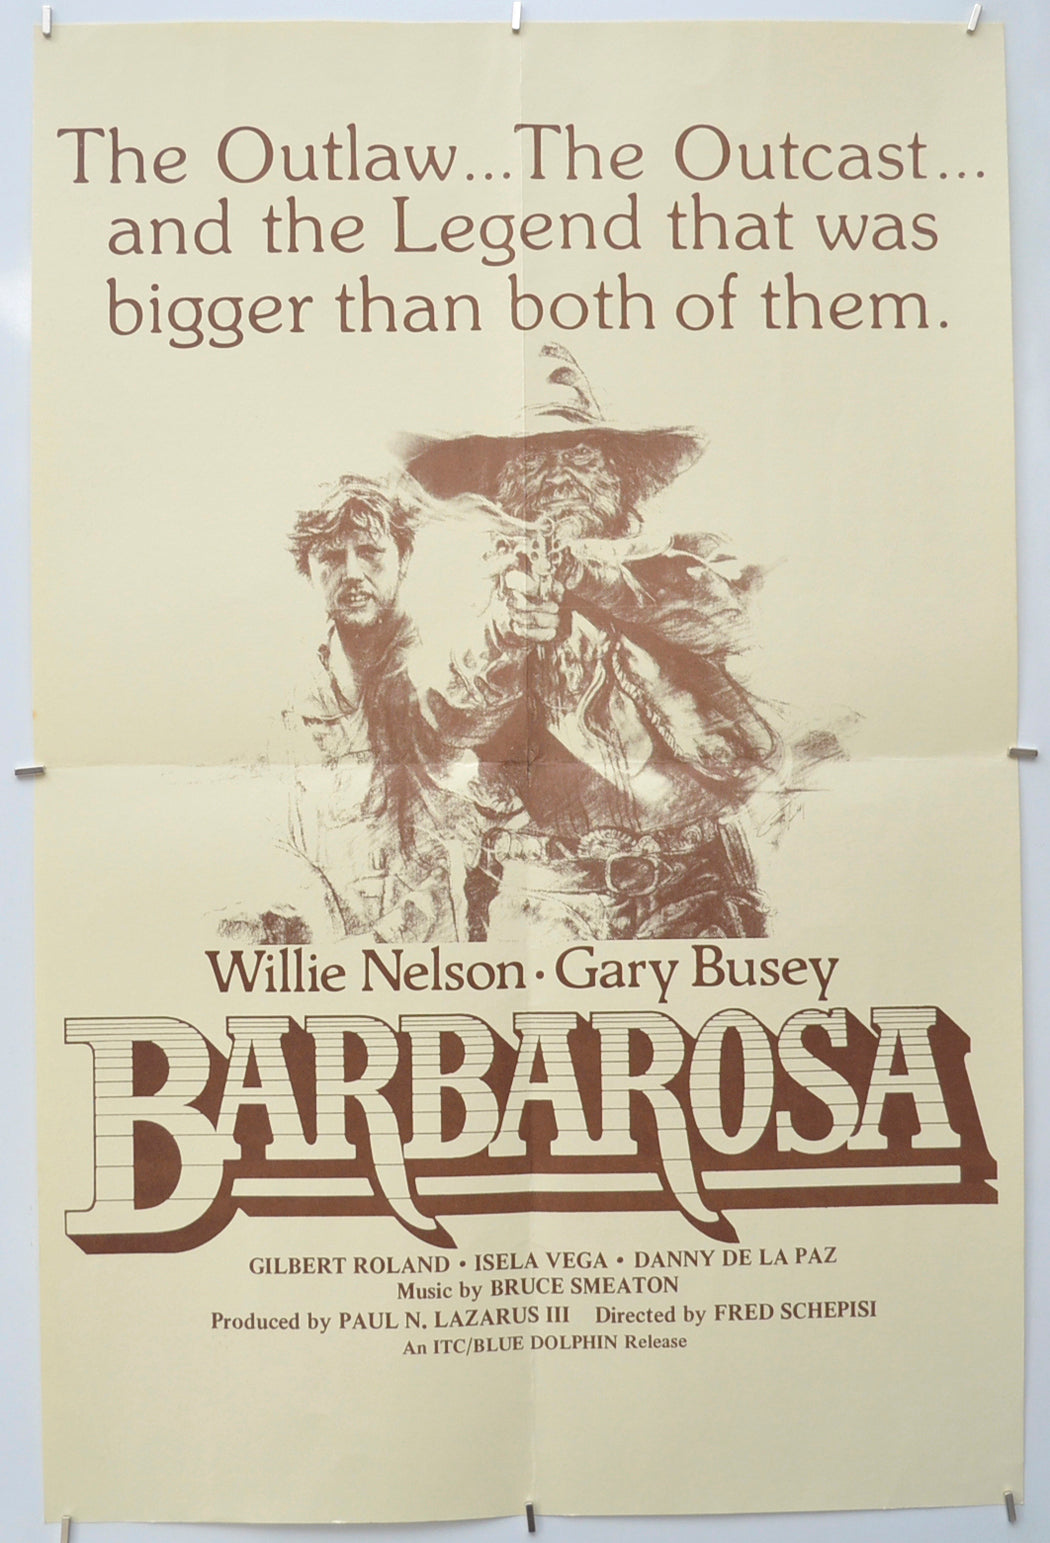 The Outlaw...The Outcast...
and the Legend that was
bigger than both of them.
Willie Nelson · Gary Busey
BARBAROSA
GILBERT ROLAND • ISELA VEGA • DANNY DE LA PAZ
Music by BRUCE SMEATON
Produced by PAUL N. LAZARUS III Directed by FRED SCHEPISI
An ITC/BLUE DOLPHIN Release